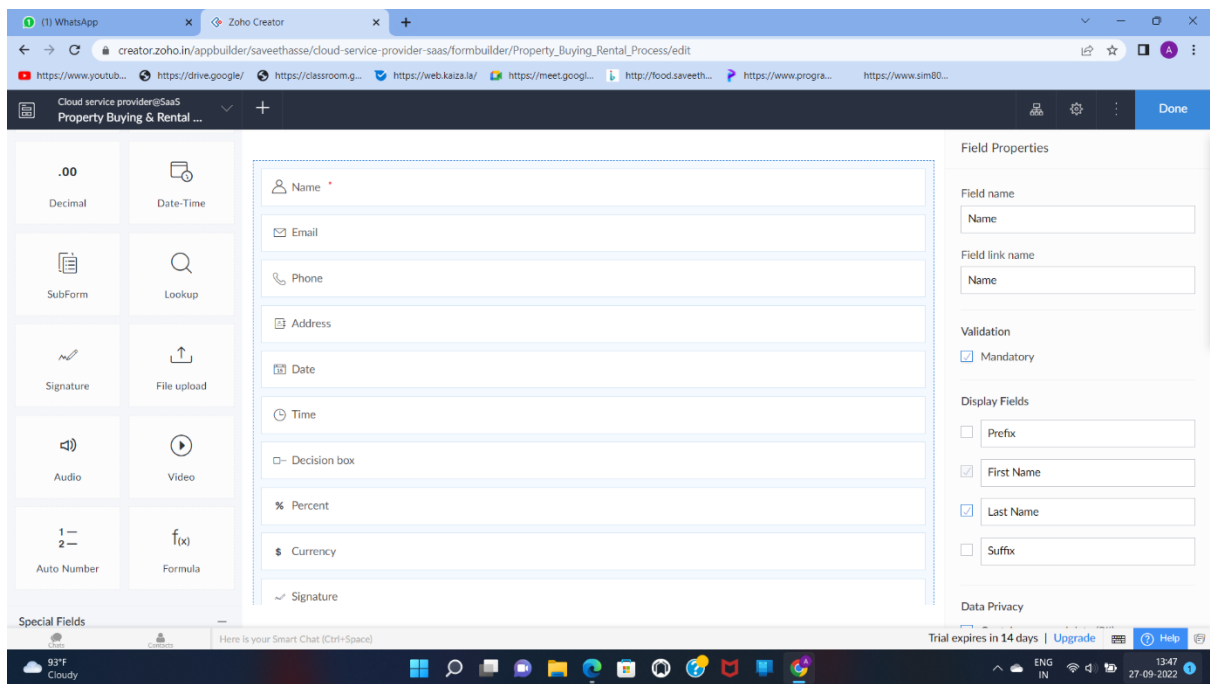 (1) WhatsApp
Zoho Creator
creator.zoho.in/appbuilder/saveethasse/cloud-service-provider-saas/formbuilder/Property_Buying_Rental_Process/edit
A
https://www.youtub...
https://drive.google/
https://classroom.g...
https://web.kaiza.la/
https://meet.googl...
http://food.saveeth...
https://www.progra...
https://www.sim80...
Cloud service provider@SaaS
Property Buying & Rental ...
Done
.00
Decimal
Date-Time
SubForm
Lookup
Signature
File upload
Audio
Video
1
2
Auto Number
f(x)
Formula
Special Fields
Name *
Email
Phone
Address
Date
Time
Decision box
% Percent
$ Currency
Signature
Field Properties
Field name
Name
Field link name
Name
Validation
Mandatory
Display Fields
Prefix
First Name
Last Name
Suffix
Data Privacy
Chats
Contacts
Here is your Smart Chat (Ctrl+Space)
Trial expires in 14 days | Upgrade
Help
93°F
Cloudy
ENG
IN
13:47
27-09-2022
1